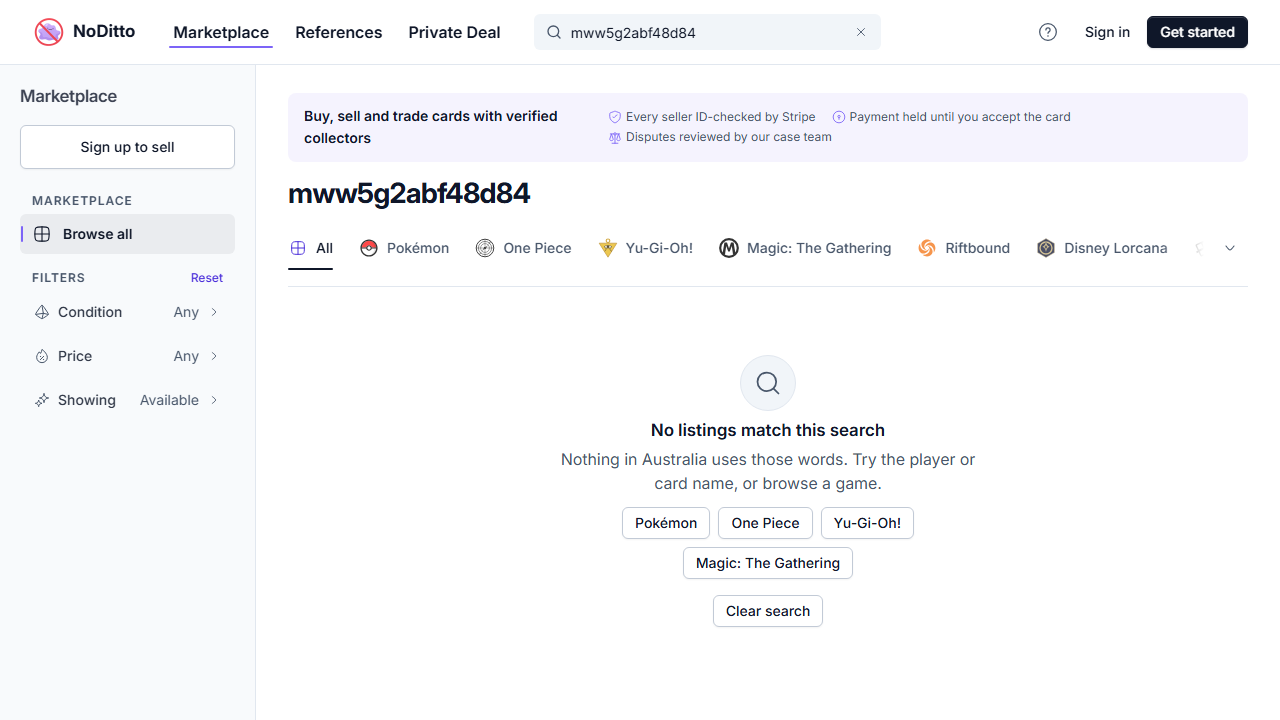 NoDitto
Marketplace
References
Private Deal
mww5g2abf48d84
Sign in
Get started
Marketplace
Sign up to sell
MARKETPLACE
Browse all
FILTERS
Reset
Condition
Any
Price
Any
Showing
Available
Buy, sell and trade cards with verified
collectors
Every seller ID-checked by Stripe
Payment held until you accept the card
Disputes reviewed by our case team
mww5g2abf48d84
All
Pokémon
One Piece
Yu-Gi-Oh!
Magic: The Gathering
Riftbound
Disney Lorcana
No listings match this search
Nothing in Australia uses those words. Try the player or
card name, or browse a game.
Pokémon
One Piece
Yu-Gi-Oh!
Magic: The Gathering
Clear search